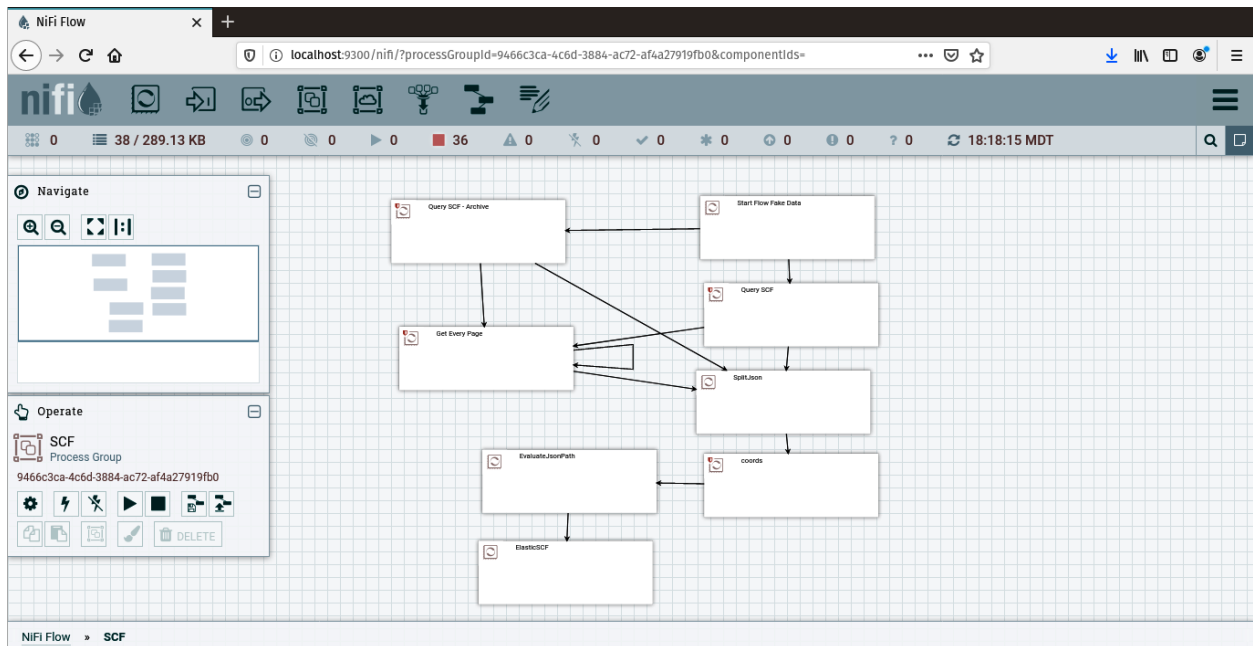 NiFi Flow
localhost:9300/nifi/?processGroupId=9466c3ca-4c6d-3884-ac72-af4a27919fb0&componentIds=
nifi
0 38 / 289.13 KB 0 0 0 36 0 0 0 0 0 0 ? 0 18:18:15 MDT
Navigate
Query SCF - Archive
Start Flow Fake Data
Query SCF
Get Every Page
SplitJson
Operate
SCF
Process Group
9466c3ca-4c6d-3884-ac72-af4a27919fb0
DELETE
EvaluateJsonPath
coords
ElasticSCF
NiFi Flow » SCF